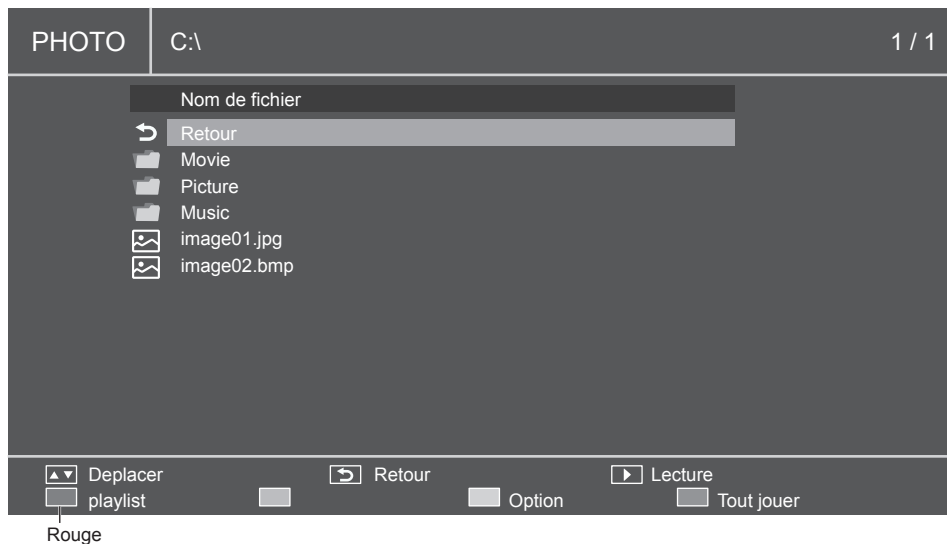 PHOTO C:\ 1 / 1
Nom de fichier
Retour
Movie
Picture
Music
image01.jpg
image02.bmp
Deplacer Retour Lecture
playlist Option Tout jouer
Rouge